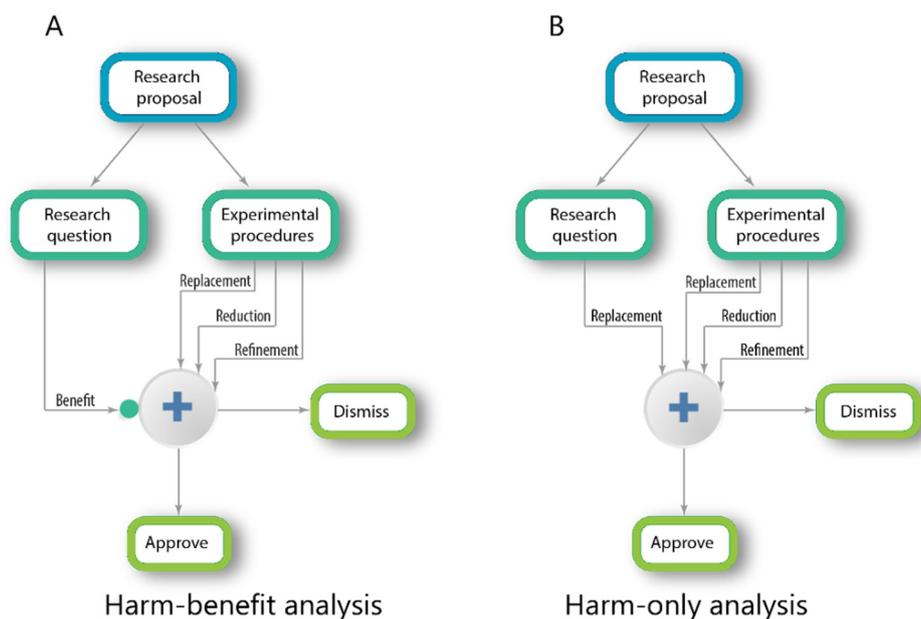 A
Research
proposal
Research
question
Experimental
procedures
Replacement
Reduction
Refinement
Benefit
Dismiss
Approve
Harm-benefit analysis
B
Research
proposal
Research
question
Experimental
procedures
Replacement
Replacement
Reduction
Refinement
Dismiss
Approve
Harm-only analysis